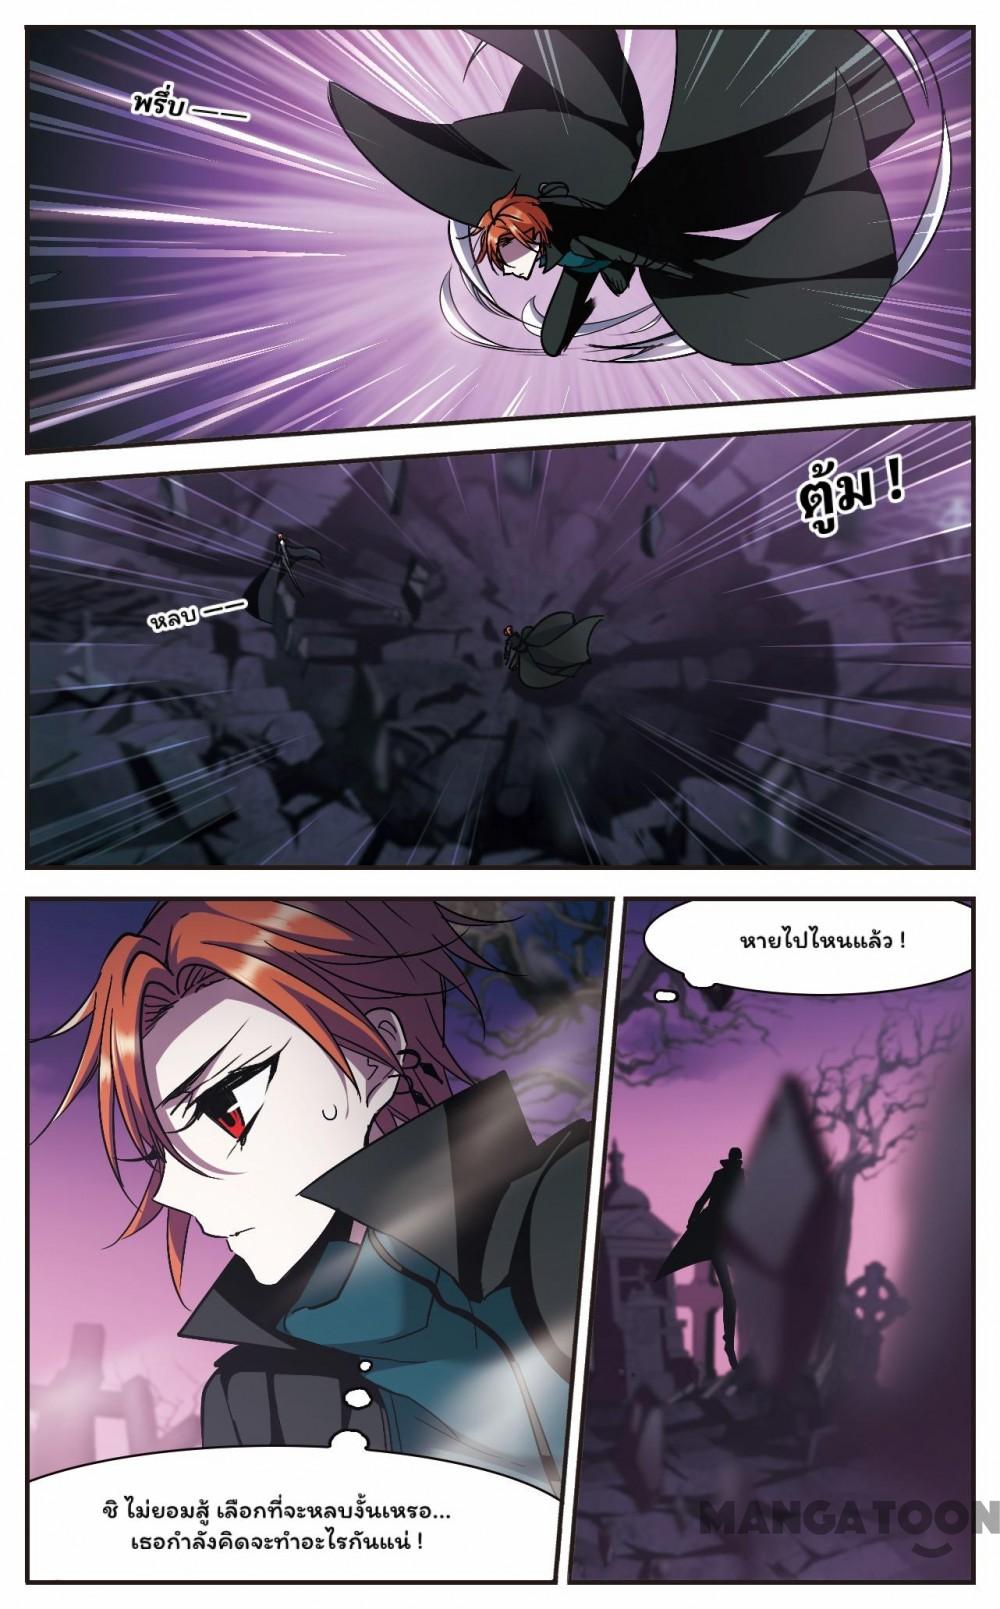 พรึ่บ ——
ตู้ม !
หลบ ——
หายไปไหนแล้ว !
ชิ ไม่ยอมสู้ เลือกที่จะหลบงั้นเหรอ...
เธอกำลังคิดจะทำอะไรกันแน่ !
MANGATOON